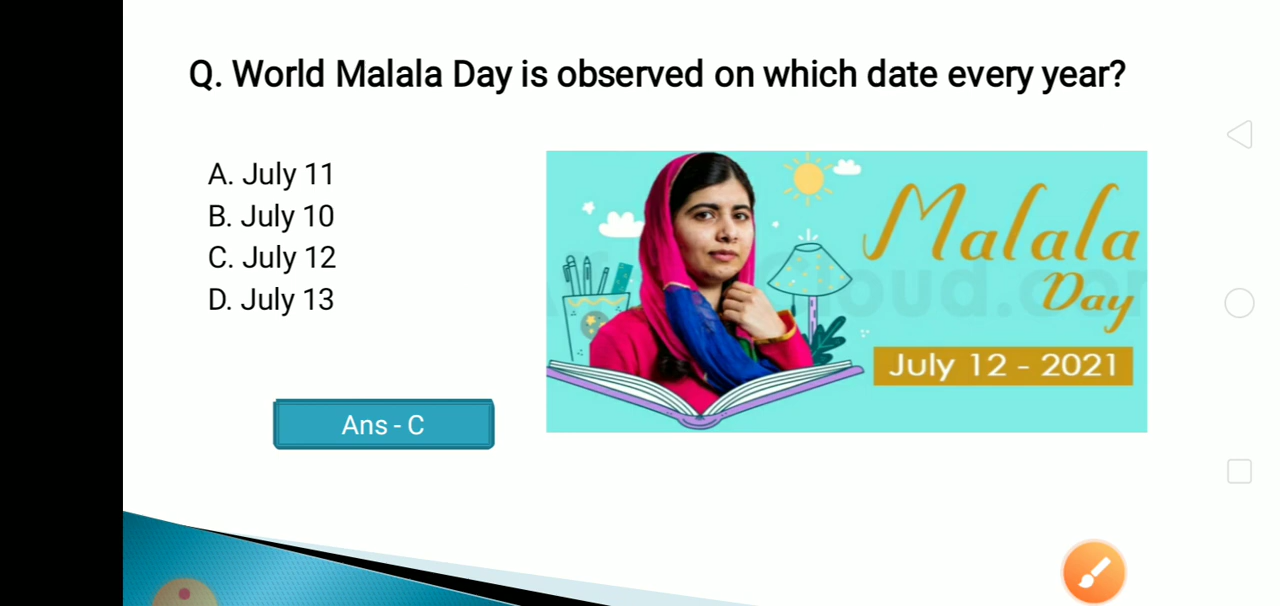 Q. World Malala Day is observed on which date every year?
A. July 11
B. July 10
C. July 12
D. July 13
Ans - C
Malala
Day
July 12 - 2021